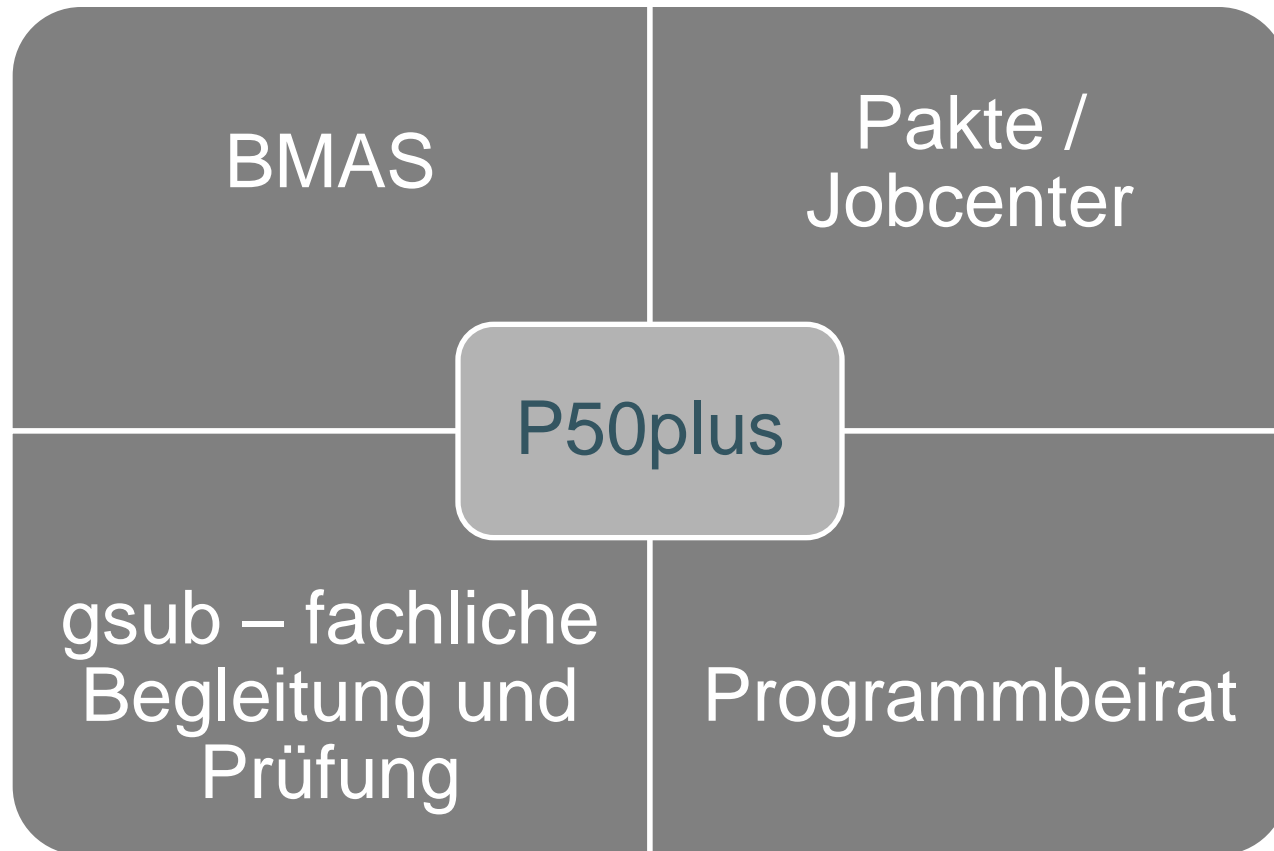 BMAS
Pakte /
Jobcenter
P50plus
gsub – fachliche
Begleitung und
Prüfung
Programmbeirat